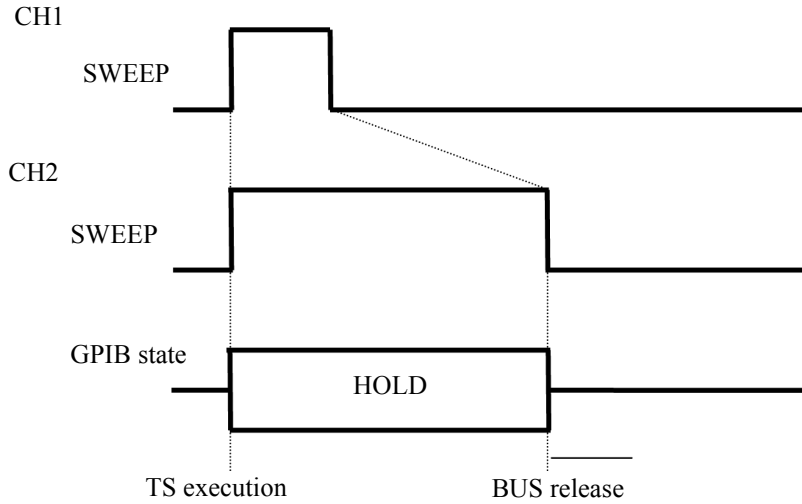 CH1
SWEEP
CH2
SWEEP
GPIB state
HOLD
TS execution
BUS release